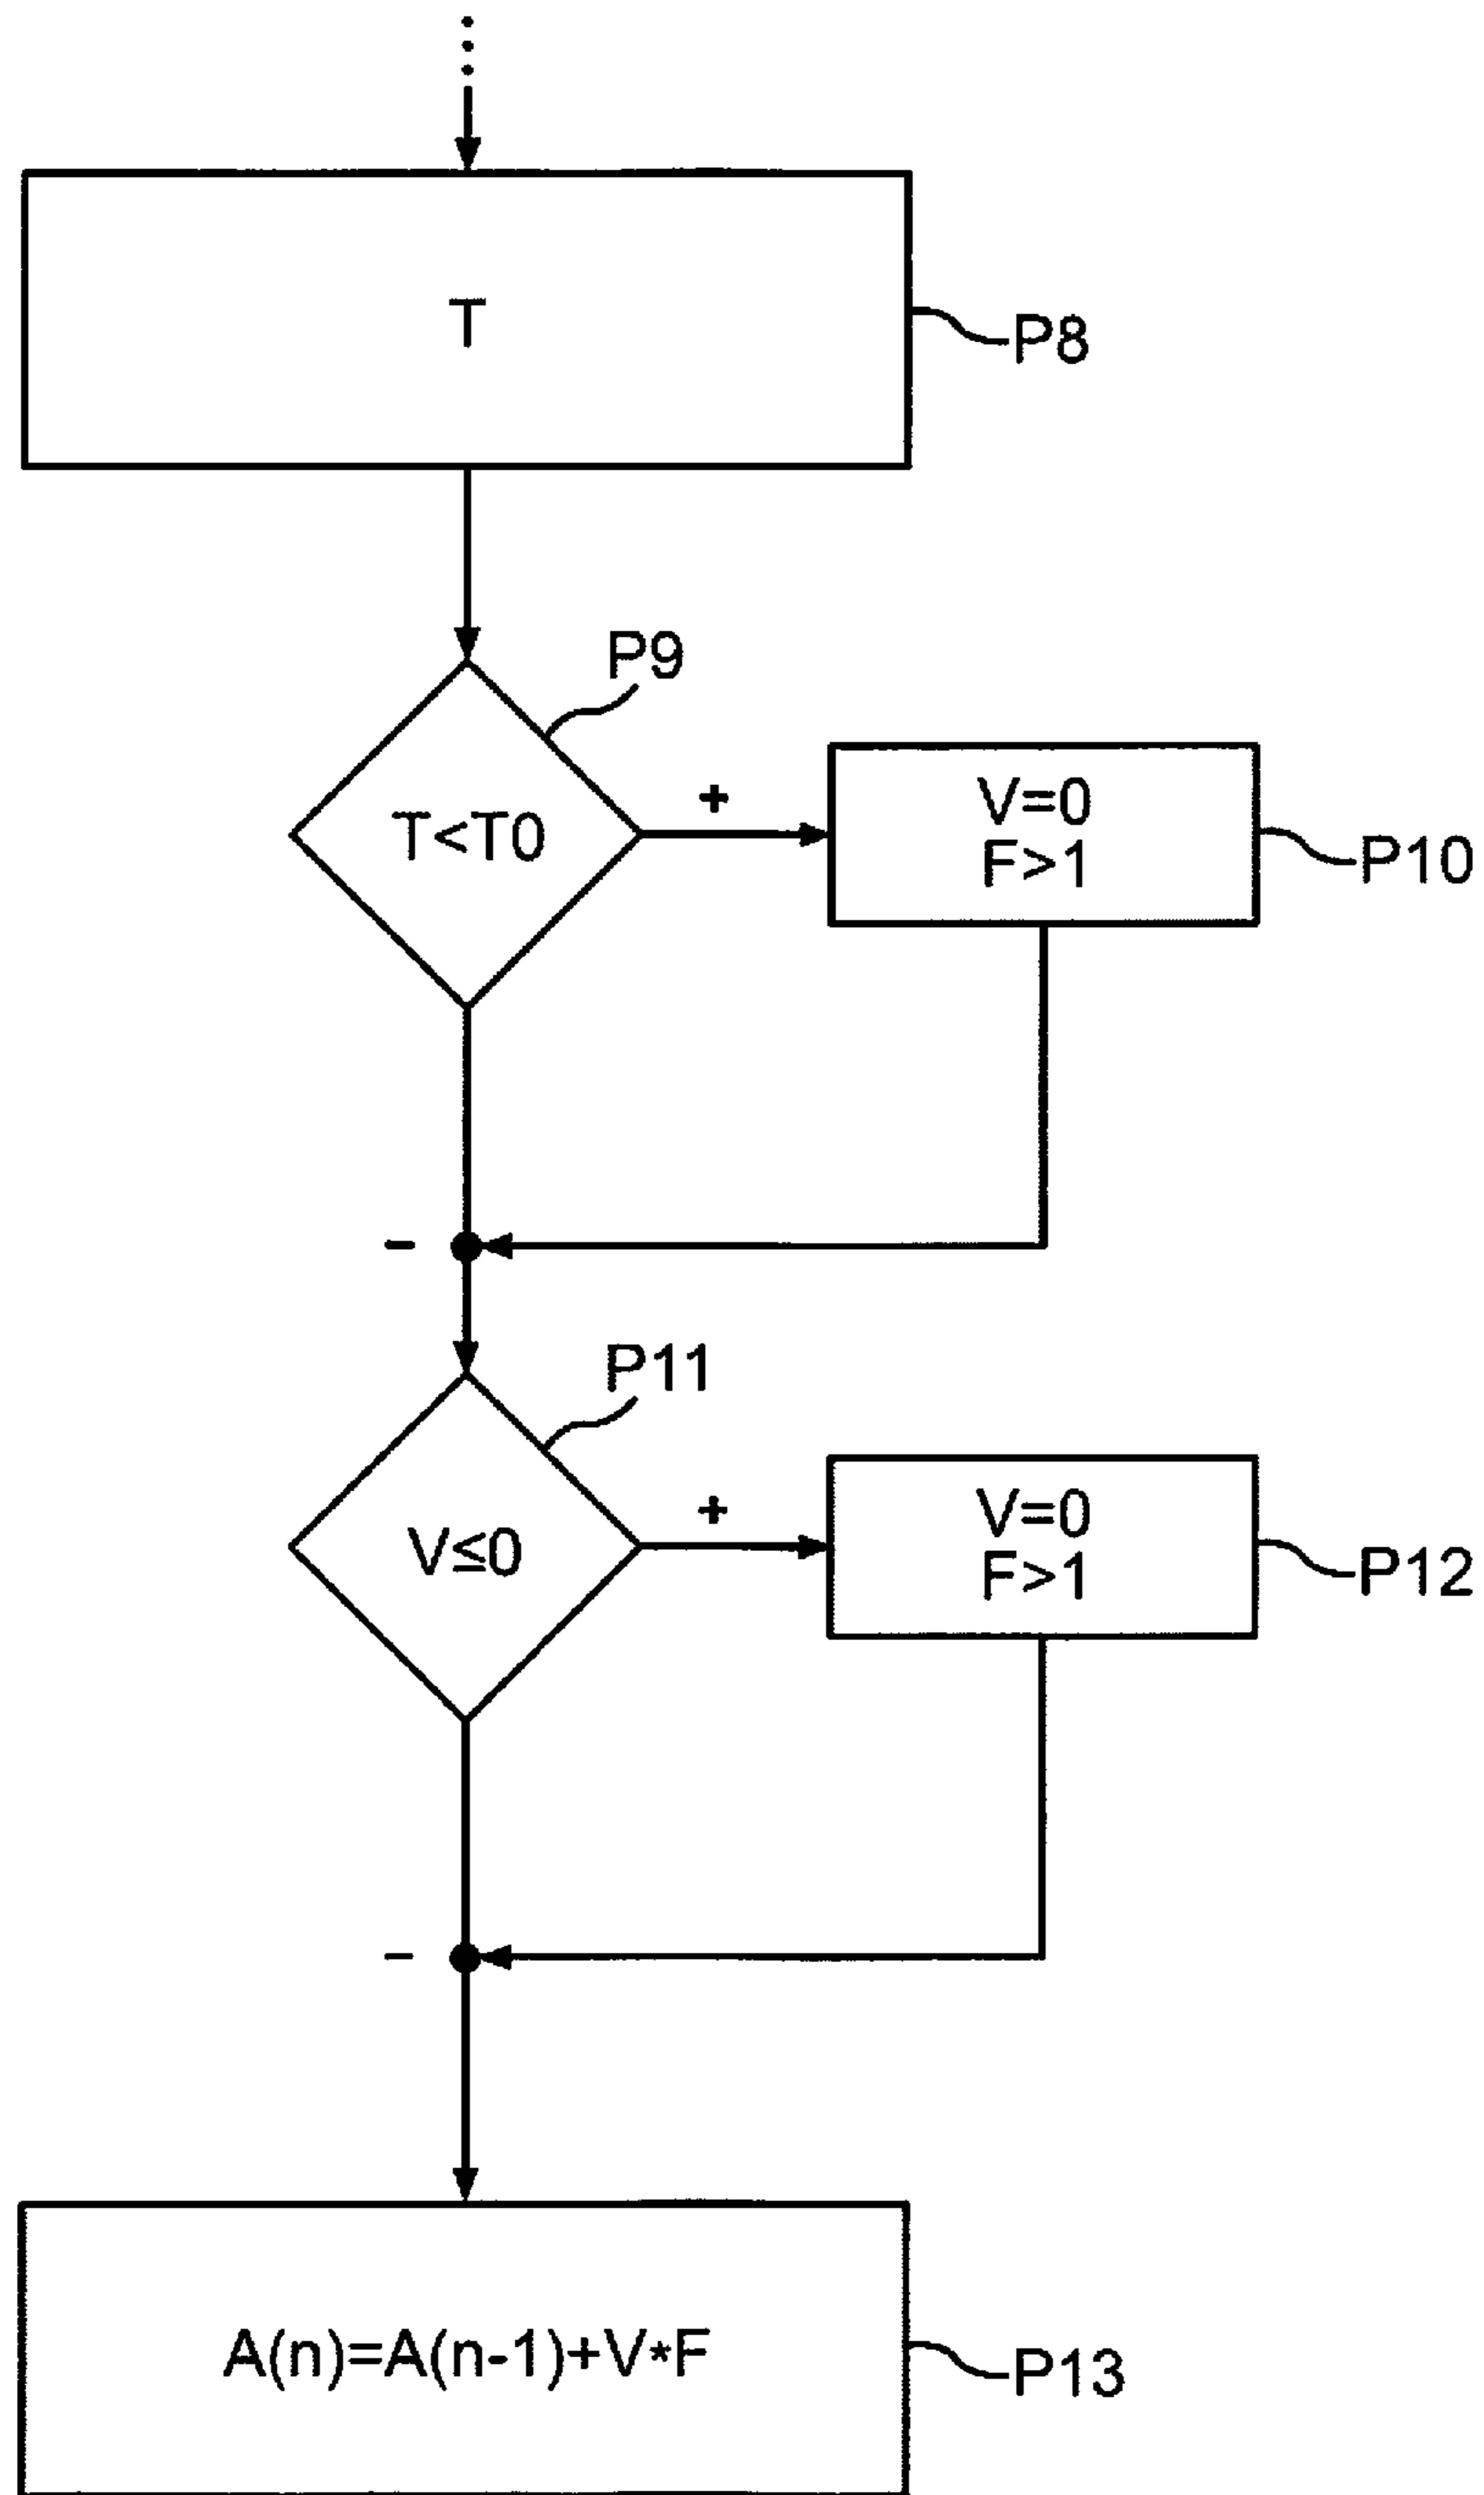 T
P8
P9
T<T0
+
V=0
F>1
P10
-
P11
V≤0
+
V=0
F>1
P12
-
A(n)=A(n-1)+V*F
P13